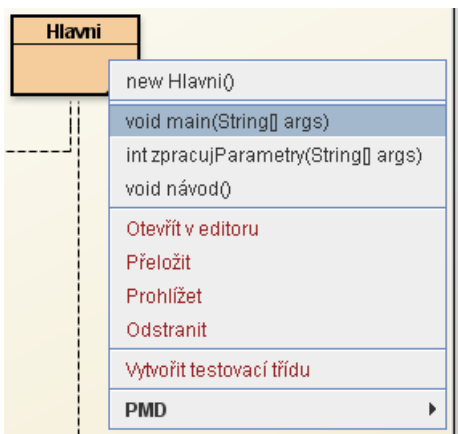 Hlavni
new Hlavni()
void main(String[] args)
int zpracujParametry(String[] args)
void návod()
Otevřít v editoru
Přeložit
Prohlížet
Odstranit
Vytvořit testovací třídu
PMD